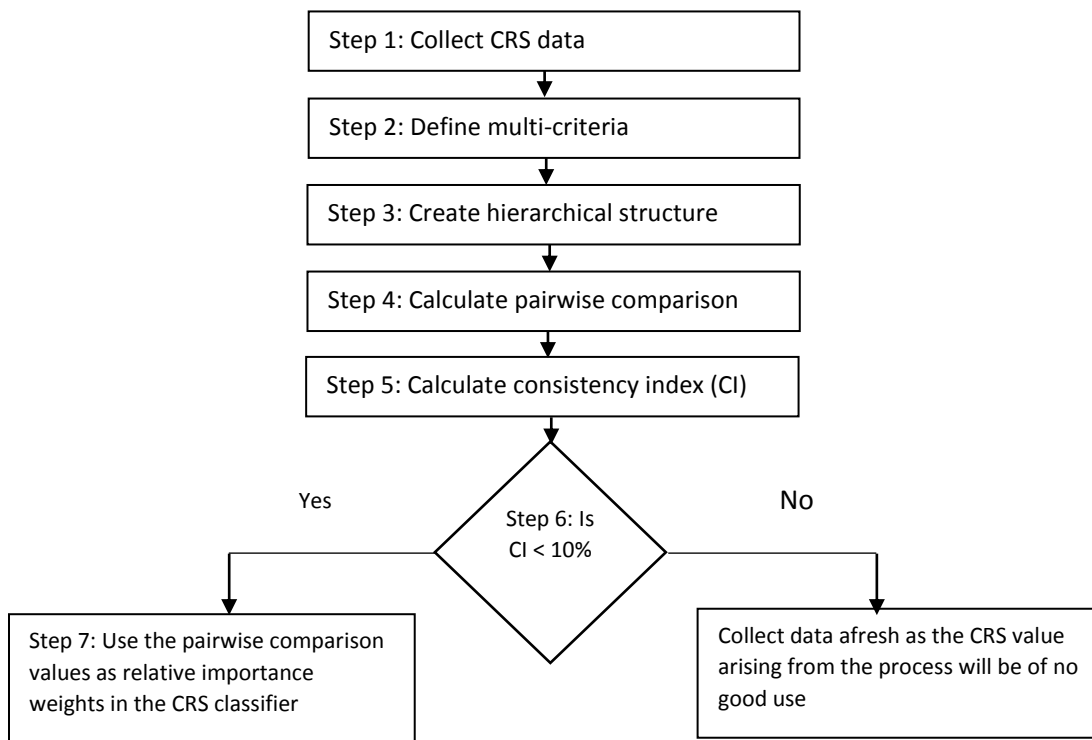 Step 1: Collect CRS data
Step 2: Define multi-criteria
Step 3: Create hierarchical structure
Step 4: Calculate pairwise comparison
Step 5: Calculate consistency index (CI)
Yes
No
Step 6: Is
CI < 10%
Step 7: Use the pairwise comparison
values as relative importance
weights in the CRS classifier
Collect data afresh as the CRS value
arising from the process will be of no
good use